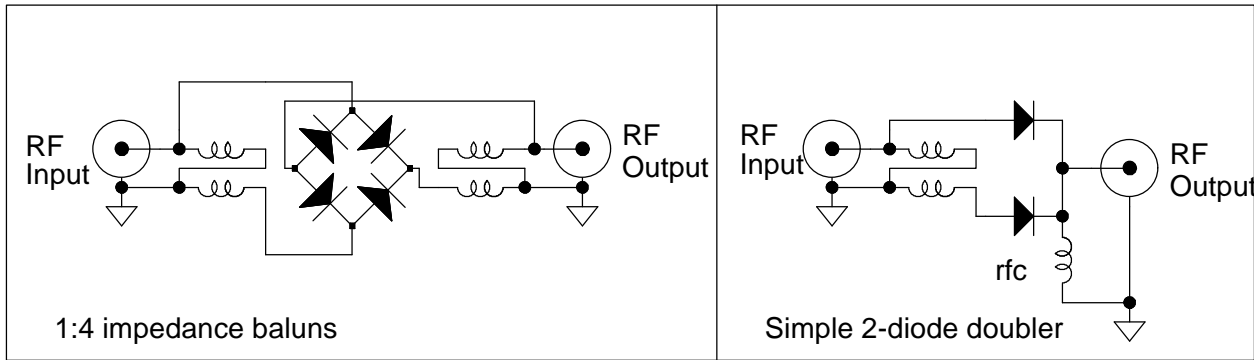 RF
Input
RF
Output
1:4 impedance baluns
RF
Input
RF
Output
rfc
Simple 2-diode doubler